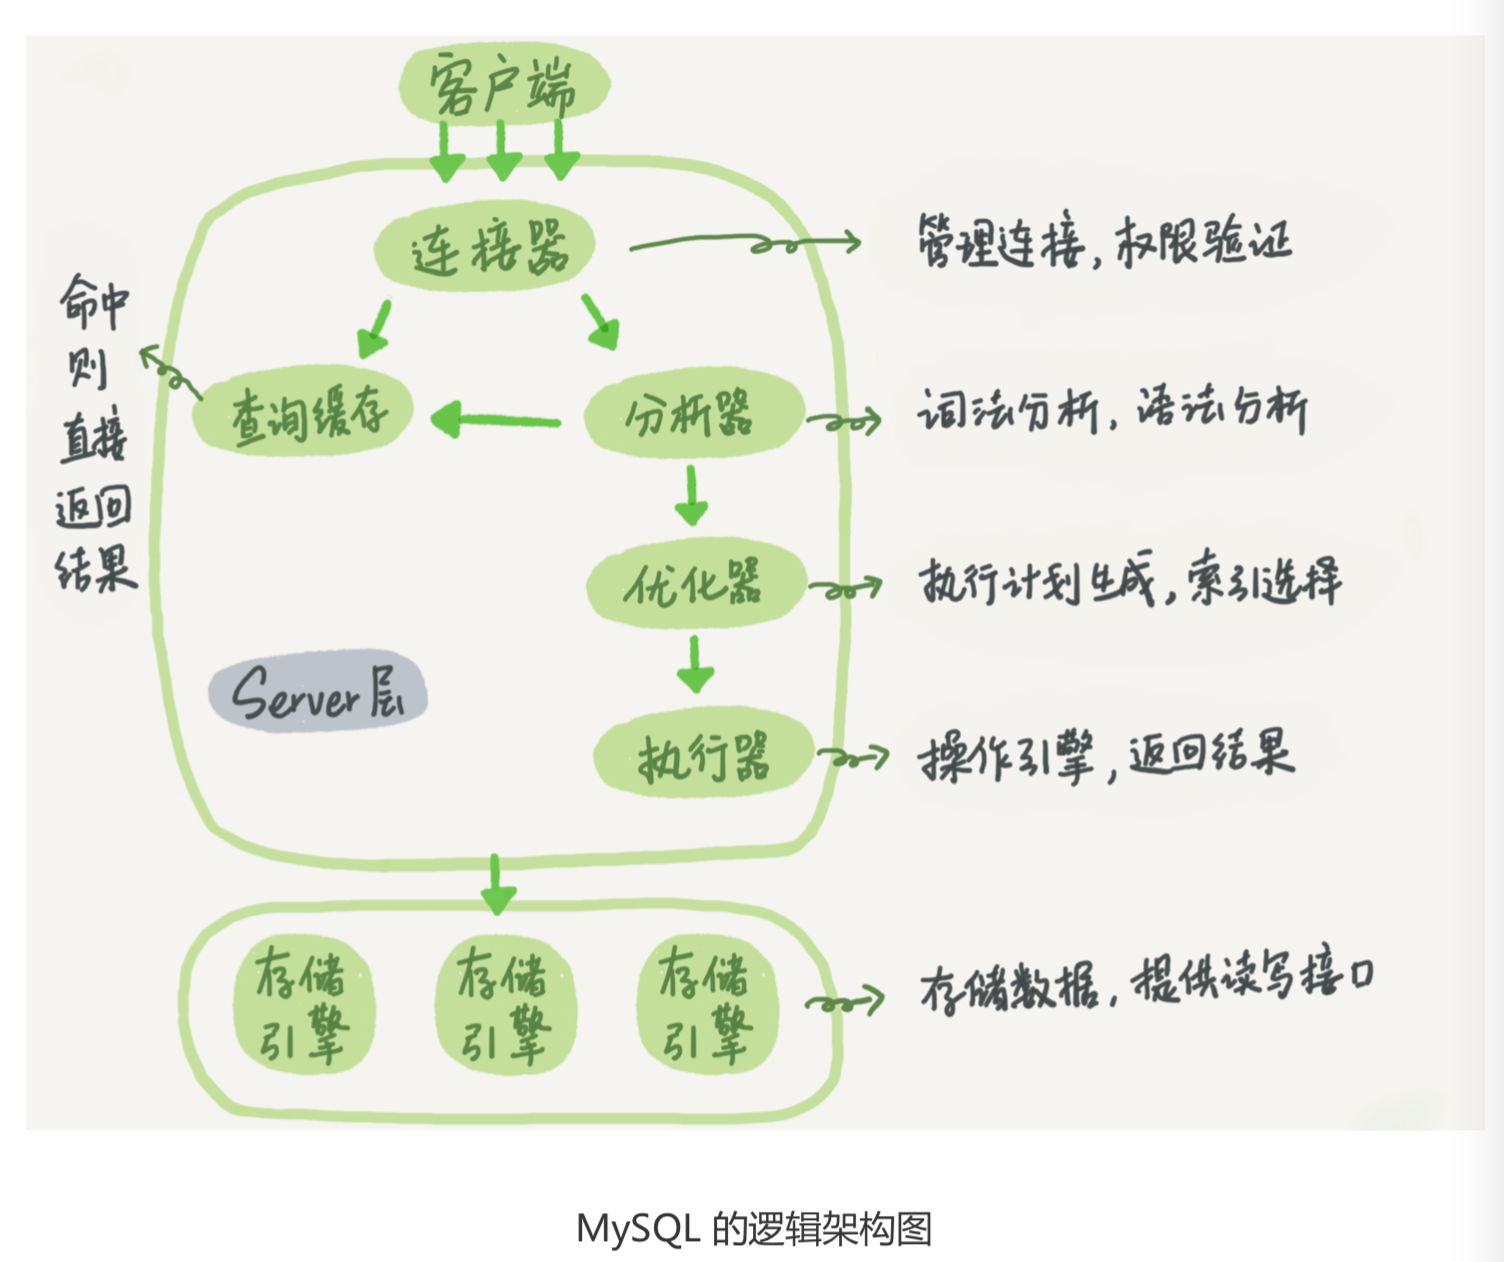 客户端
连接器
管理连接,权限验证
命中
则
直接
返回
结果
查询缓存
分析器
词法分析,语法分析
优化器
执行计划生成,索引选择
Server层
执行器
操作引擎,返回结果
存储
引擎
存储
引擎
存储
引擎
存储数据,提供读写接口
MySQL 的逻辑架构图